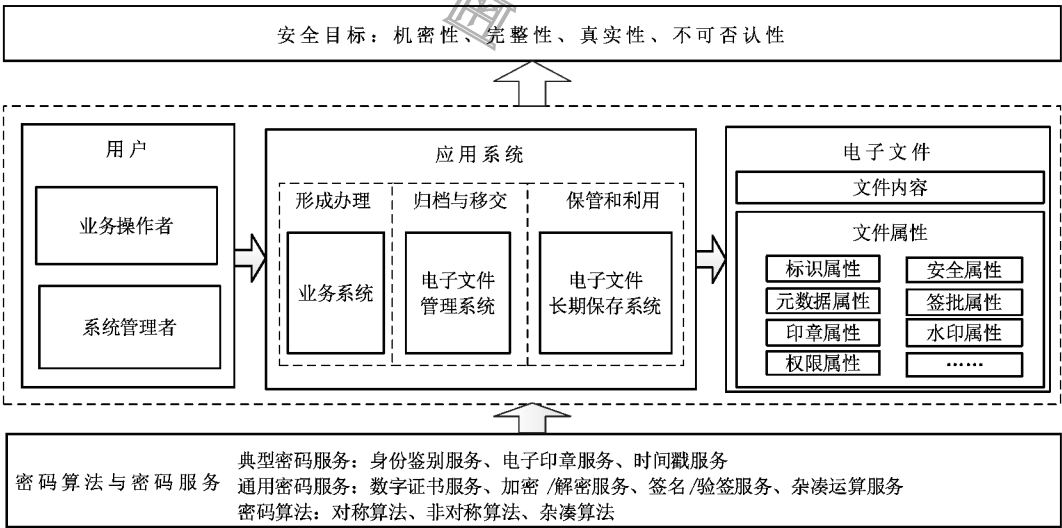 安全目标：机密性、完整性、真实性、不可否认性
用户
业务操作者
系统管理者
应用系统
形成办理
业务系统
归档与移交
电子文件
管理系统
保管和利用
电子文件
长期保存系统
电子文件
文件内容
文件属性
标识属性
安全属性
元数据属性
签批属性
印章属性
水印属性
权限属性
……
密码算法与密码服务
典型密码服务：身份鉴别服务、电子印章服务、时间戳服务
通用密码服务：数字证书服务、加密/解密服务、签名/验签服务、杂凑运算服务
密码算法：对称算法、非对称算法、杂凑算法